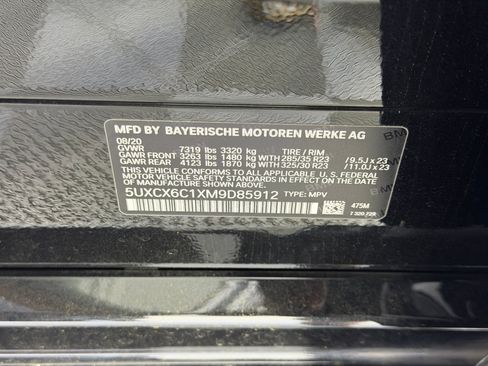 MFD BY BAYERISCHE MOTOREN WERKE AG
08/20
GVWR 7319 lbs 3320 kg TIRE / RIM
GAWR FRONT 3263 lbs 1480 kg WITH 285/35 R23 / 9.5J x 23
GAWR REAR 4123 lbs 1870 kg WITH 325/30 R23 / 11.0J x 23
THIS VEHICLE CONFORMS TO ALL APPLICABLE U. S. FEDERAL
MOTOR VEHICLE SAFETY STANDARDS IN EFFECT ON THE
DATE OF MANUFACTURE SHOWN ABOVE.
5UXCX6C1XM9D85912 TYPE: MPV 475M
7 320 729